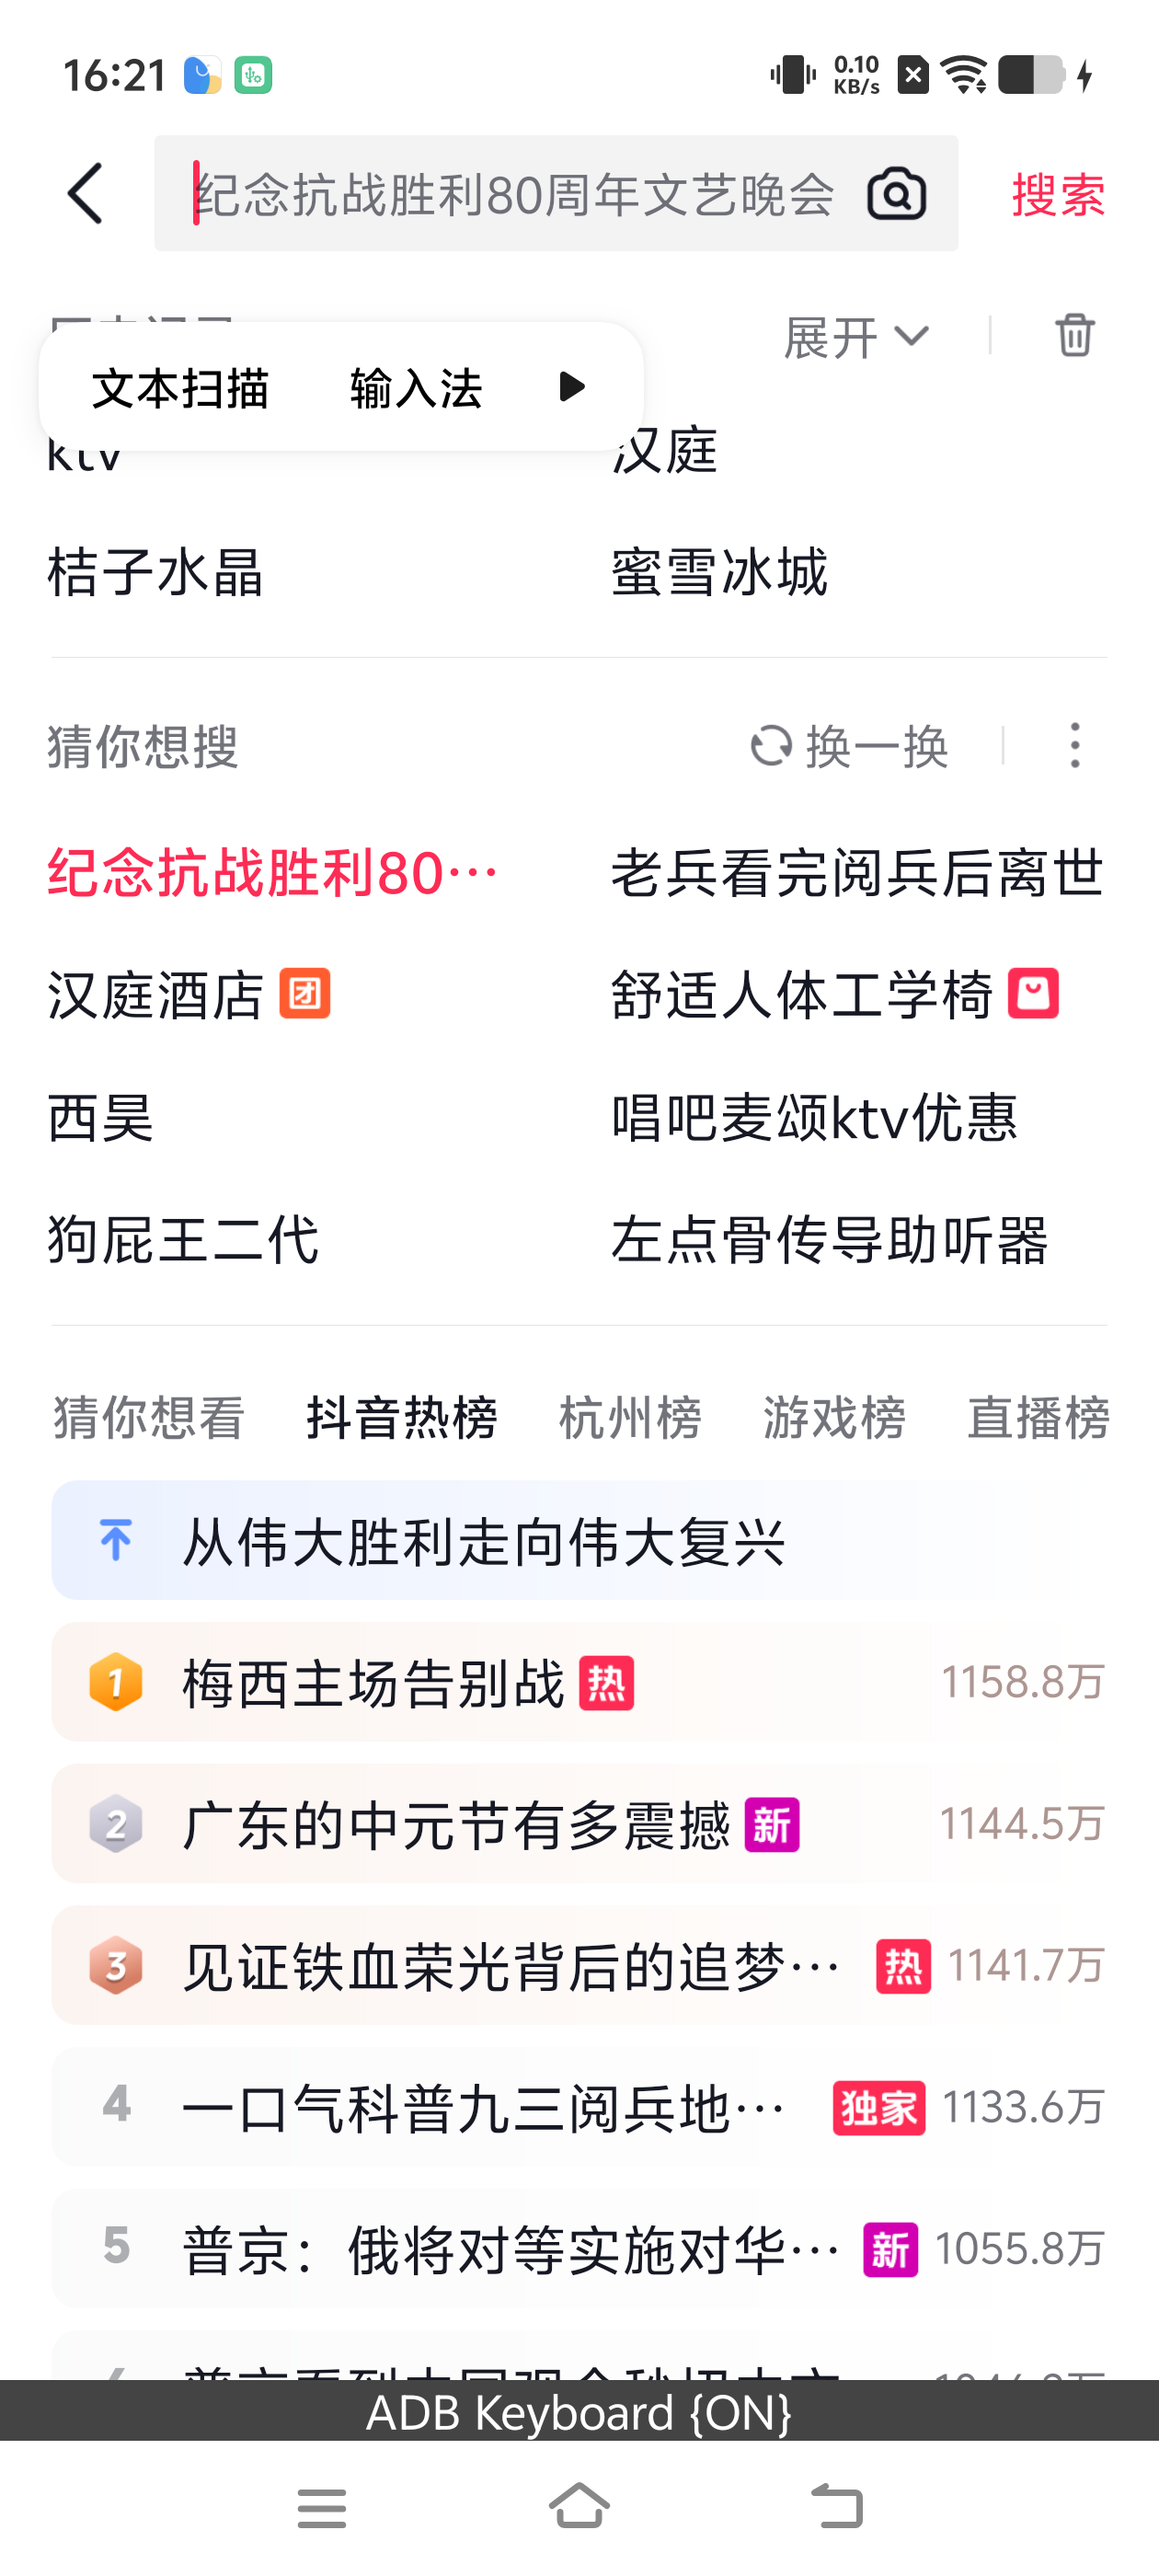 16:21
0.10
KB/s
纪念抗战胜利80周年文艺晚会
搜索
展开
文本扫描 输入法
ktv
汉庭
桔子水晶
蜜雪冰城
猜你想搜
换一换
纪念抗战胜利80…
老兵看完阅兵后离世
汉庭酒店 团
舒适人体工学椅
西昊
唱吧麦颂ktv优惠
狗屁王二代
左点骨传导助听器
猜你想看 抖音热榜 杭州榜 游戏榜 直播榜
从伟大胜利走向伟大复兴
1 梅西主场告别战 热 1158.8万
2 广东的中元节有多震撼 新 1144.5万
3 见证铁血荣光背后的追梦… 热 1141.7万
4 一口气科普九三阅兵地… 独家 1133.6万
5 普京：俄将对等实施对华… 新 1055.8万
ADB Keyboard {ON}